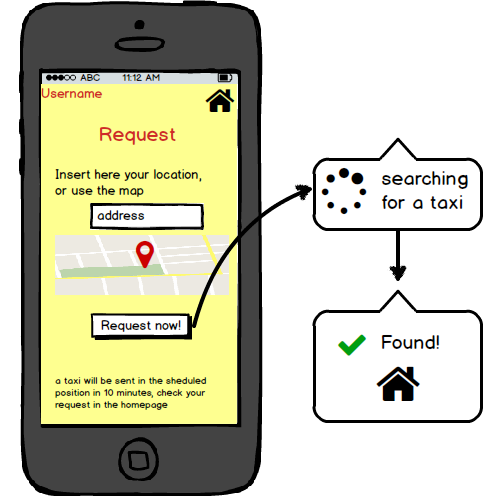 ABC 11:12 AM
Username
Request
Insert here your location,
or use the map
address
Request now!
a taxi will be sent in the sheduled
position in 10 minutes, check your
request in the homepage
searching
for a taxi
Found!